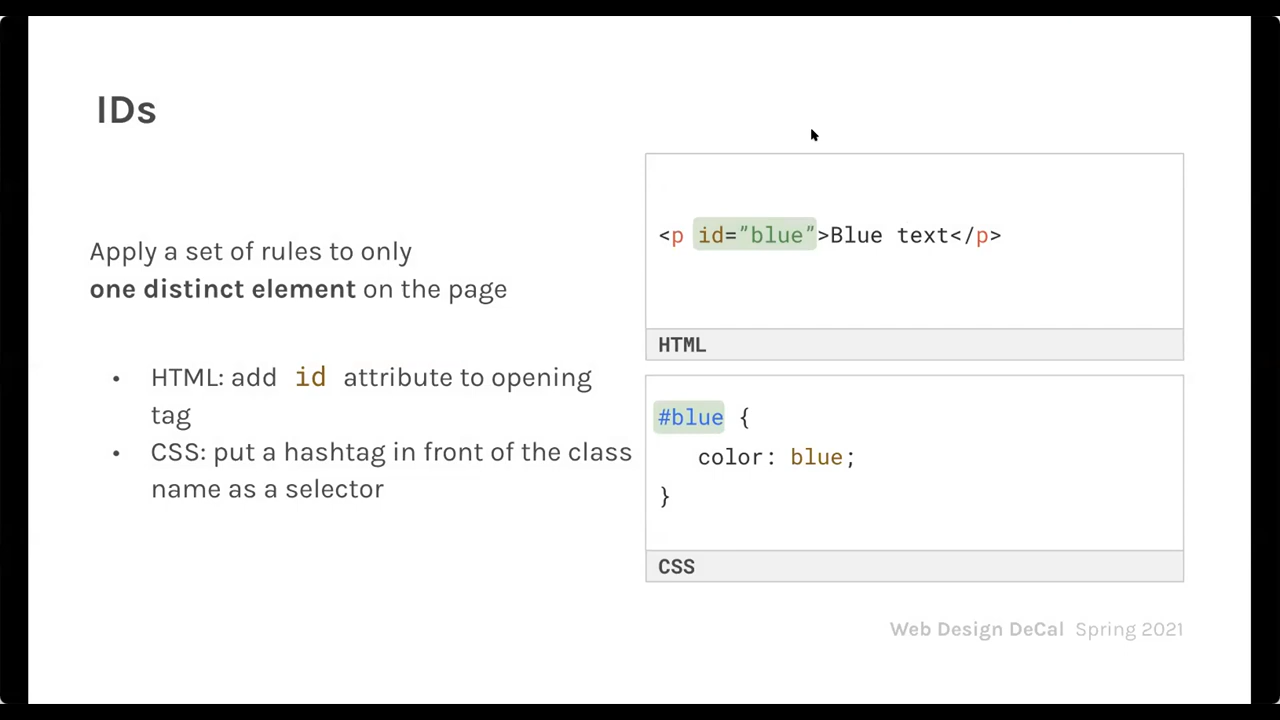 IDs
Apply a set of rules to only
one distinct element on the page
• HTML: add id attribute to opening
tag
• CSS: put a hashtag in front of the class
name as a selector
<p id=”blue”>Blue text</p>
HTML
#blue {
color: blue;
}
CSS
Web Design DeCal Spring 2021